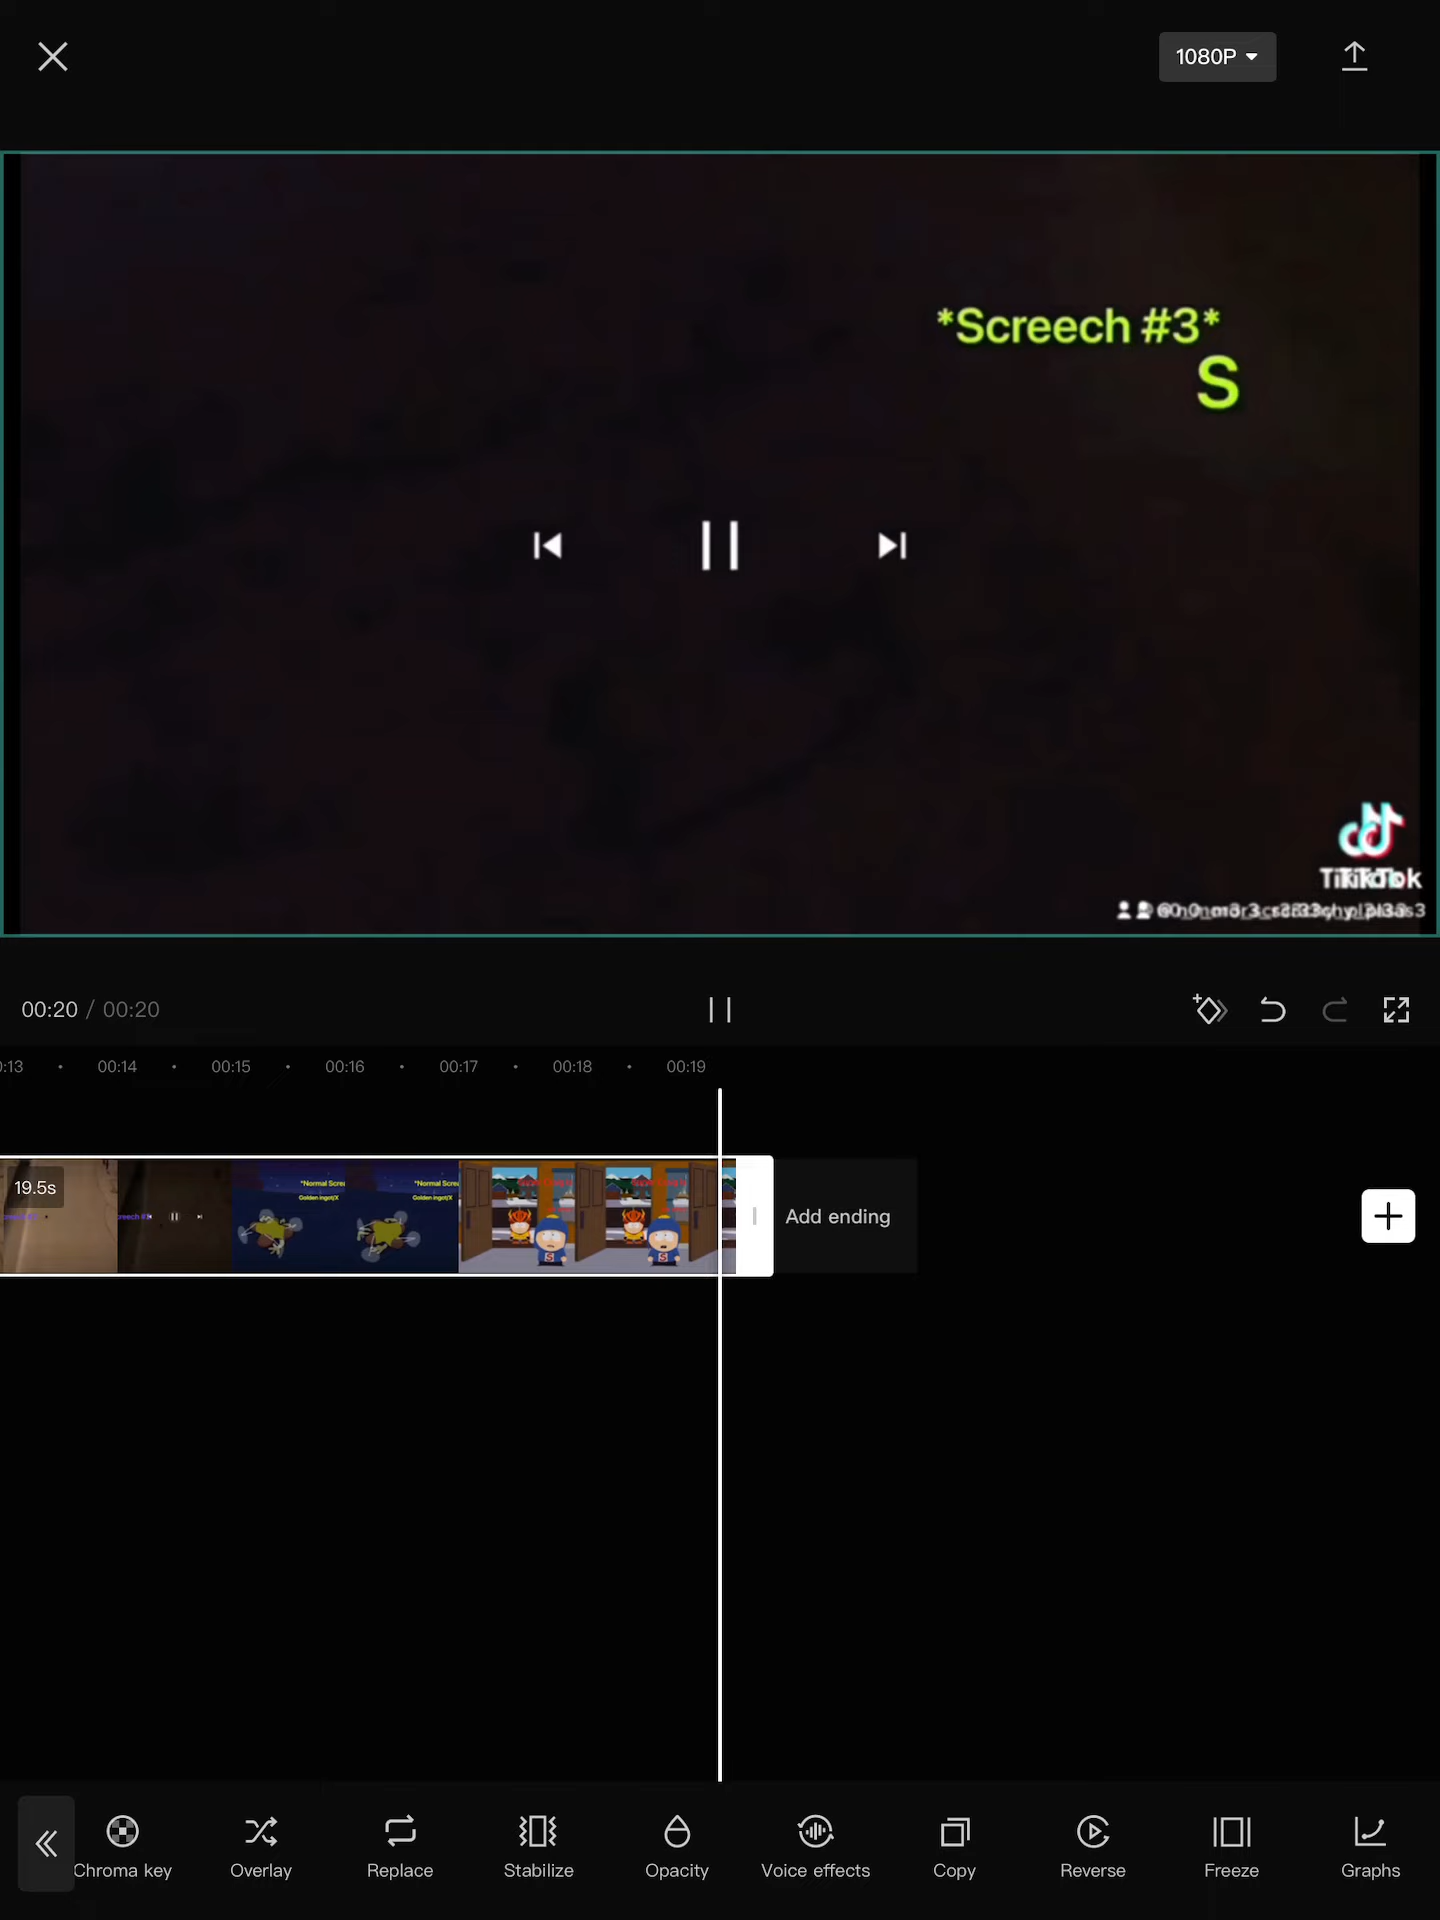 1080P
*Screech #3*
S
TikTok
00:20 / 00:20
00:14
00:15
00:16
00:17
00:18
00:19
19.5s
*Normal Screa
Golden ingot/X
*Normal Screa
Golden ingot/X
Add ending
Chroma key
Overlay
Replace
Stabilize
Opacity
Voice effects
Copy
Reverse
Freeze
Graphs